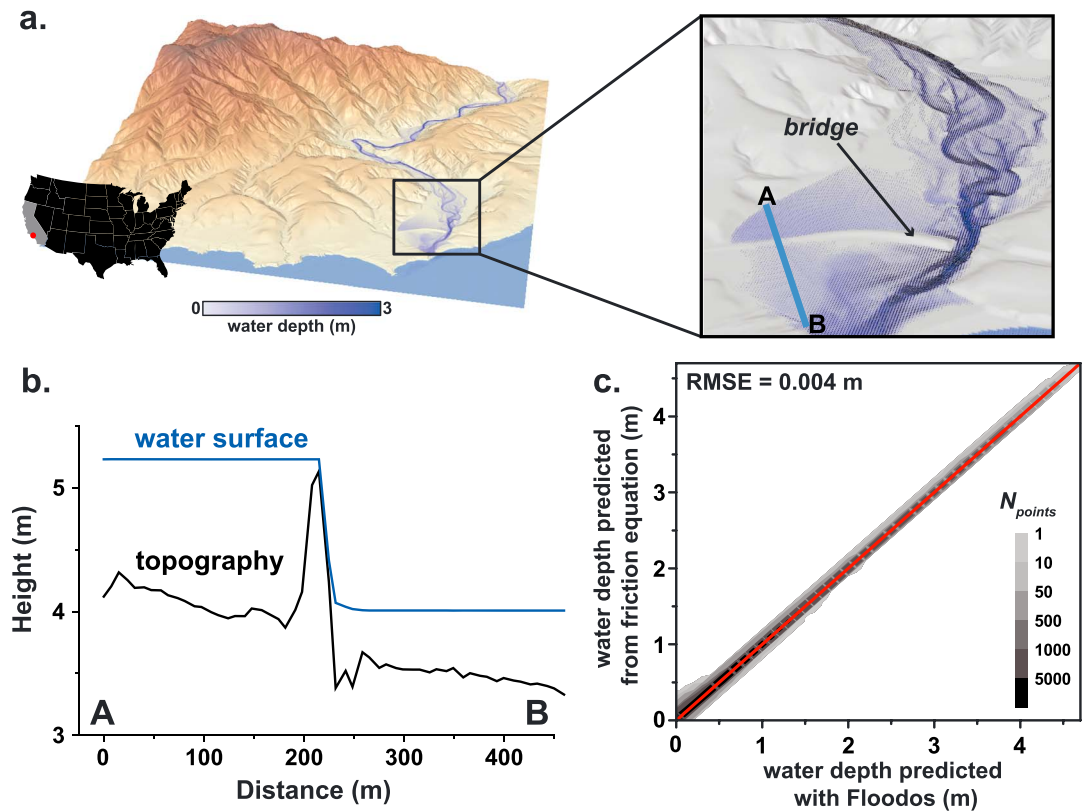 a.
bridge
A
B
0
3
water depth (m)
b.
water surface
topography
Height (m)
5
4
3
A
B
0
100
200
300
400
Distance (m)
c.
RMSE = 0.004 m
water depth predicted
from friction equation (m)
4
3
2
1
0
Npoints
1
10
50
500
1000
5000
0
1
2
3
4
water depth predicted
with Floodos (m)